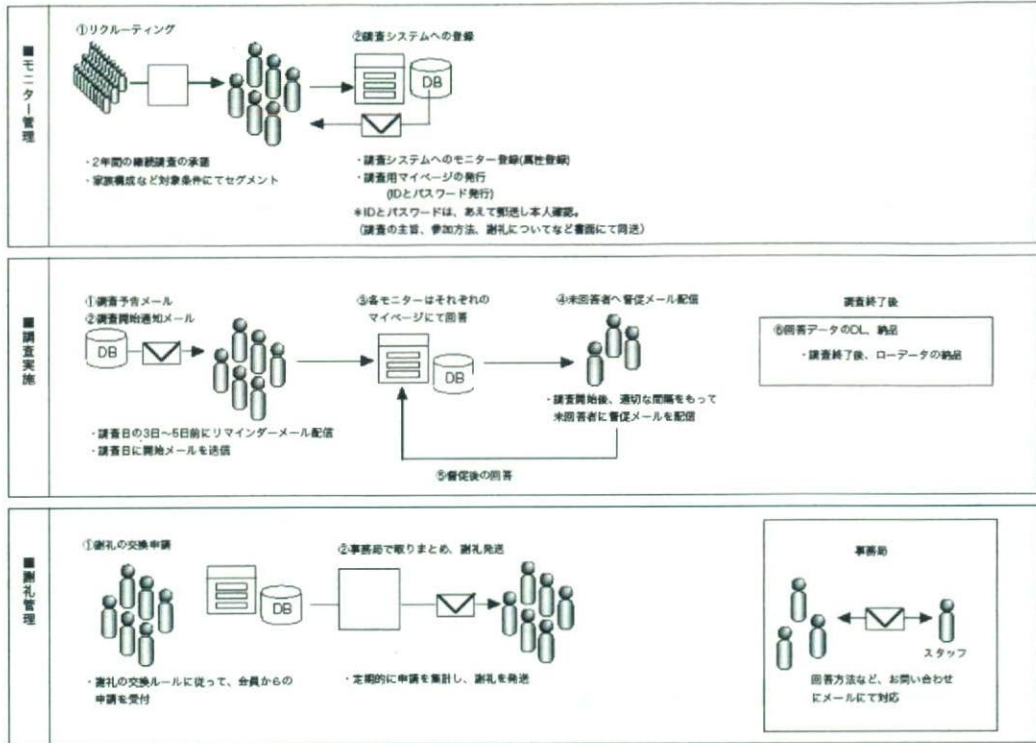 ■モニター管理
①リクルーティング
・2年間の継続調査の承諾
・家族構成など対象条件にてセグメント
②調査システムへの登録
DB
・調査システムへのモニター登録(属性登録)
・調査用マイページの発行
(IDとパスワード発行)
＊IDとパスワードは、あえて郵送し本人確認。
(調査の主旨、参加方法、謝礼についてなど書面にて同送)
■調査実施
①調査予告メール
②調査開始通知メール
DB
・調査日の3日～5日前にリマインダーメール配信
・調査日に開始メールを送信
③各モニターはそれぞれの
マイページにて回答
DB
④未回答者へ督促メール配信
・調査開始後、適切な間隔をもって
未回答者に督促メールを配信
⑤督促後の回答
調査終了後
⑥回答データのDL、納品
・調査終了後、ローデータの納品
■謝礼管理
①謝礼の交換申請
DB
・謝礼の交換ルールに従って、会員からの
申請を受付
②事務局で取りまとめ、謝礼発送
・定期的に申請を集計し、謝礼を発送
事務局
スタッフ
回答方法など、お問い合わせ
にメールにて対応